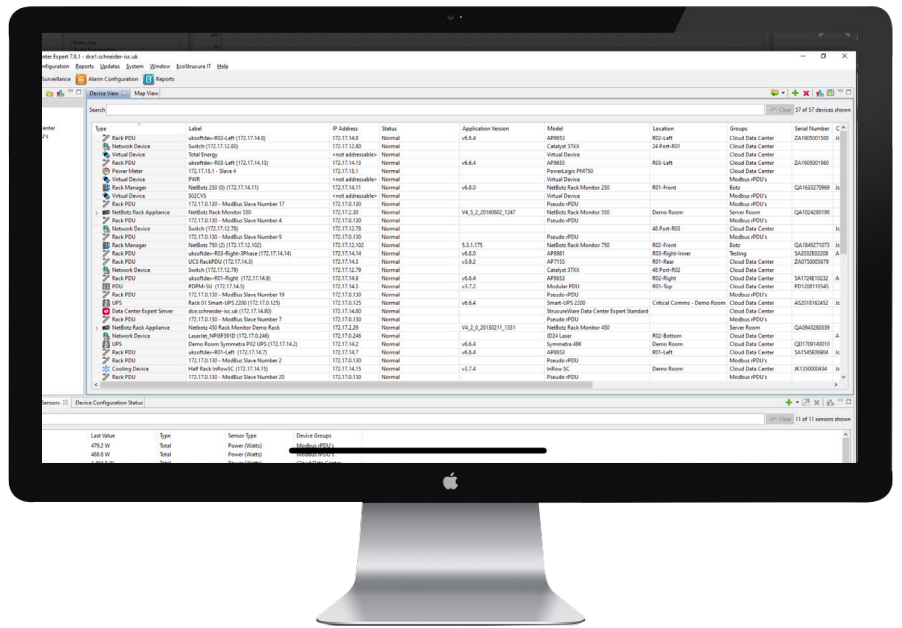 enter Expert 7.8.1 - dce1.schneider-isc.uk
nfiguration Reports Updates System Window EcoStruxure IT Help
Surveillance Alarm Configuration Reports
Device View Map View
Search Clear 57 of 57 devices shown
Type Label IP Address Status Application Version Model Location Groups Serial Number C
Rack PDU uksoftdev-R02-Left (172.17.14.8) 172.17.14.8 Normal v6.6.4 AP8653 R02-Left Cloud Data Center ZA1905001508 Jc
Network Device Switch (172.17.12.80) 172.17.12.80 Normal Catalyst 37XX 24 Port-R01 Cloud Data Center
Virtual Device Total Energy <not addressable> Normal Virtual Device Cloud Data Center
Rack PDU uksoftdev-R03-Left (172.17.14.13) 172.17.14.13 Normal v6.6.4 AP8653 R03-Left Cloud Data Center ZA1905001560
Power Meter 172.17.15.1 - Slave 4 172.17.15.1 Normal PowerLogic PM750 Cloud Data Center
Virtual Device PWR <not addressable> Normal Virtual Device Modbus rPDU's
Rack Manager NetBotz 250 (0) (172.17.14.11) 172.17.14.11 Normal v6.8.0 NetBotz Rack Monitor 250 R01-Front Botz QA1633270969 Jc
Virtual Device S02CVS <not addressable> Normal Virtual Device Cloud Data Center
Rack PDU 172.17.0.130 - ModBus Slave Number 17 172.17.0.130 Normal Pseudo rPDU Modbus rPDU's
NetBotz Rack Appliance NetBotz Rack Monitor 550 172.17.2.30 Normal V4_5_2_20160602_1247 NetBotz Rack Monitor 550 Demo Room Server Room QA1024280190
Rack PDU 172.17.0.130 - ModBus Slave Number 4 172.17.0.130 Normal Pseudo rPDU Modbus rPDU's
Network Device Switch (172.17.12.78) 172.17.12.78 Normal 48 Port-R03 Cloud Data Center Jc
Rack PDU 172.17.0.130 - ModBus Slave Number 9 172.17.0.130 Normal Pseudo rPDU Modbus rPDU's
Rack Manager NetBotz 750 (2) (172.17.12.102) 172.17.12.102 Normal 5.3.1.175 NetBotz Rack Monitor 750 R02-Front Botz QA1849271073 Jc
Rack PDU uksoftdev-R03-Right-3Phase (172.17.14.14) 172.17.14.14 Normal v6.8.0 AP8981 R03-Right-Inner Testing A
Rack PDU UCS RackPDU (172.17.14.3) 172.17.14.3 Normal v3.9.2 AP7155 R01-Rear Cloud Data Center ZA0750005879
Network Device Switch (172.17.12.79) 172.17.12.79 Normal Catalyst 37XX 48 Port-R02 Cloud Data Center
Rack PDU uksoftdev-R01-Right (172.17.14.9) 172.17.14.9 Normal v6.6.4 AP8653 R02-Right Cloud Data Center SA1724E10232 A
PDU PDPM-5U (172.17.14.5) 172.17.14.5 Normal v3.7.2 Modular PDU R01-Top Cloud Data Center PD1208110545
Rack PDU 172.17.0.130 - ModBus Slave Number 19 172.17.0.130 Normal Pseudo rPDU Modbus rPDU's
UPS Rack 01 Smart-UPS 2200 (172.17.0.125) 172.17.0.125 Normal v6.6.4 Smart-UPS 2200 Critical Comms - Demo Room Cloud Data Center AS2018162452 Jc
Data Center Expert Server dce.schneider-isc.uk (172.17.14.80) 172.17.14.80 Normal StruxureWare Data Center Expert Standard Cloud Data Center
Rack PDU 172.17.0.130 - ModBus Slave Number 7 172.17.0.130 Normal Pseudo rPDU Modbus rPDU's
NetBotz Rack Appliance Netbotz 450 Rack Monitor Demo Rack 172.17.2.29 Normal V4_2_0_20130211_1331 NetBotz Rack Monitor 450 Server Room QA0943280539
Network Device LaserJet_NPI8F391D (172.17.0.246) 172.17.0.246 Normal JD24 Laser R02-Bottom Cloud Data Center A
UPS Demo Room Symmetra PX2 UPS (172.17.14.2) 172.17.14.2 Normal v6.6.4 Symmetra 48K Demo Room Cloud Data Center QD1709140010
Rack PDU uksoftdev-R01-Left (172.17.14.7) 172.17.14.7 Normal v6.6.4 AP8653 R01-Left Cloud Data Center SA1545E06904 Jc
Rack PDU 172.17.0.130 - ModBus Slave Number 2 172.17.0.130 Normal Pseudo rPDU Modbus rPDU's
Cooling Device Half Rack InRowSC (172.17.14.15) 172.17.14.15 Normal v3.7.4 InRow SC Demo Room Cloud Data Center JK1350000434 Jc
Rack PDU 172.17.0.130 - ModBus Slave Number 20 172.17.0.130 Normal Pseudo rPDU Modbus rPDU's
Sensors Device Configuration Status
Clear 11 of 11 sensors shown
Last Value Type Sensor Type Device Groups
479.2 W Total Power (Watts) Modbus rPDU's
468.8 W Total Power (Watts) Modbus rPDU's
Total Power (Watts) Cloud Data Center